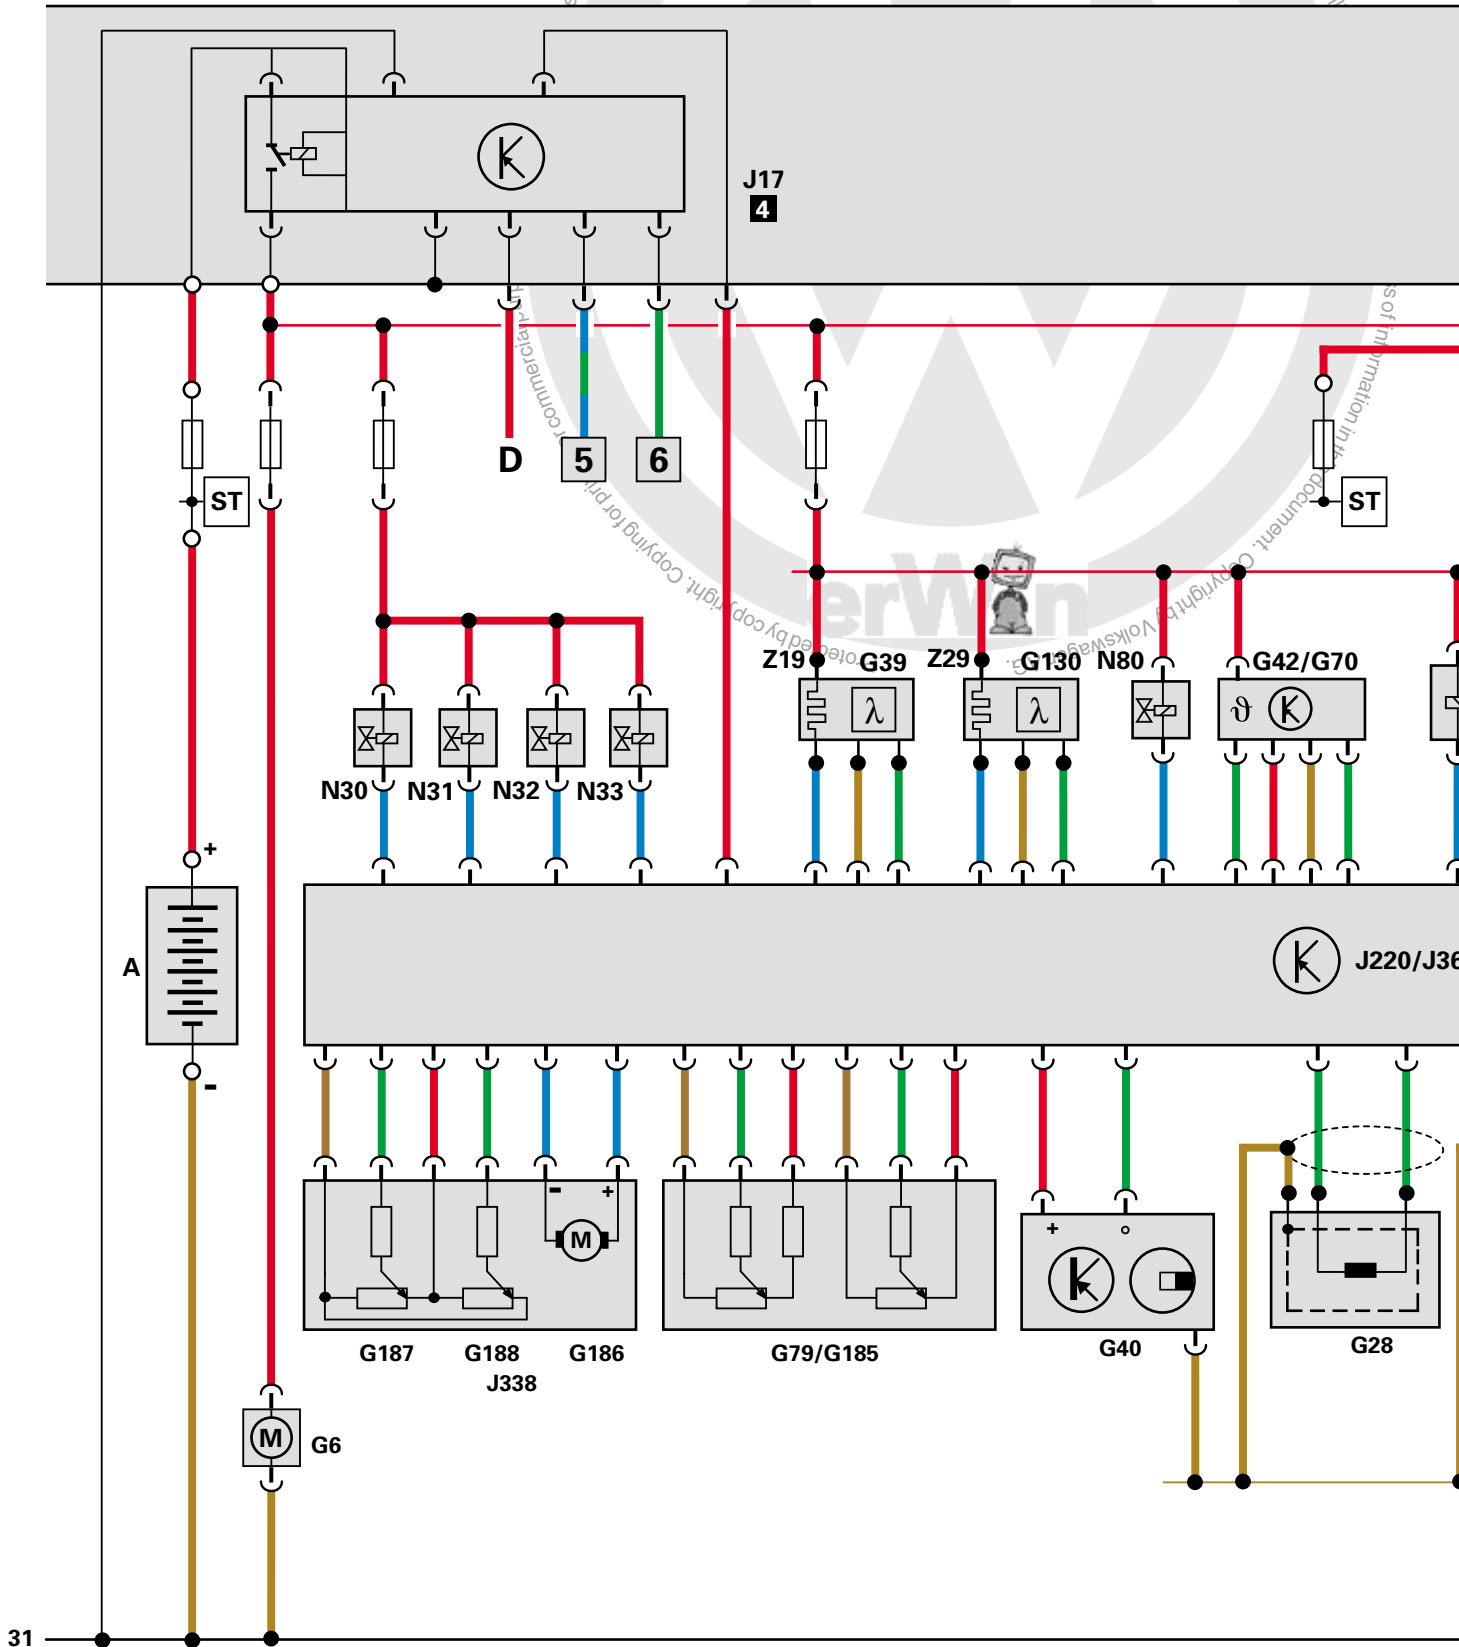 J17
4
D
5
6
ST
ST
erWin
Z19
G39
Z29
G130
N80
G42/G70
ϑ
λ
λ
N30
N31
N32
N33
+
A
-
J220/J36
-
+
M
+
G187
G188
G186
J338
G79/G185
G40
G28
M
G6
31